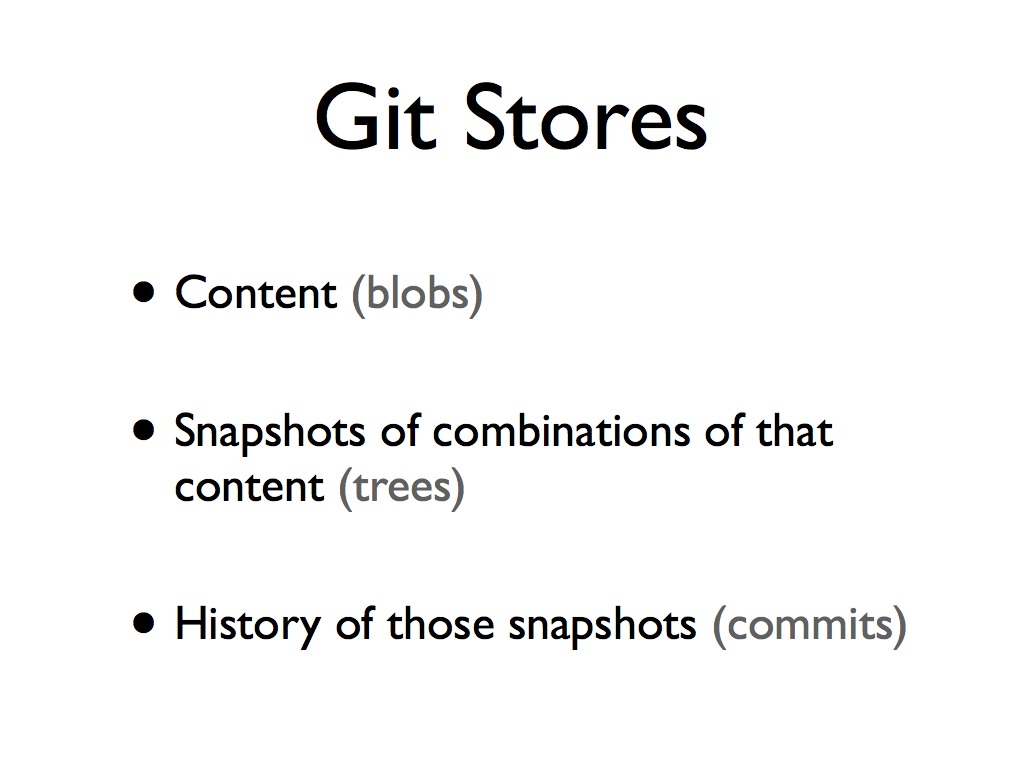 Git Stores
• Content (blobs)
• Snapshots of combinations of that
content (trees)
• History of those snapshots (commits)